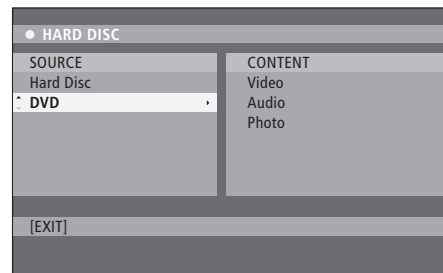 HARD DISC
SOURCE
Hard Disc
DVD
CONTENT
Video
Audio
Photo
[EXIT]